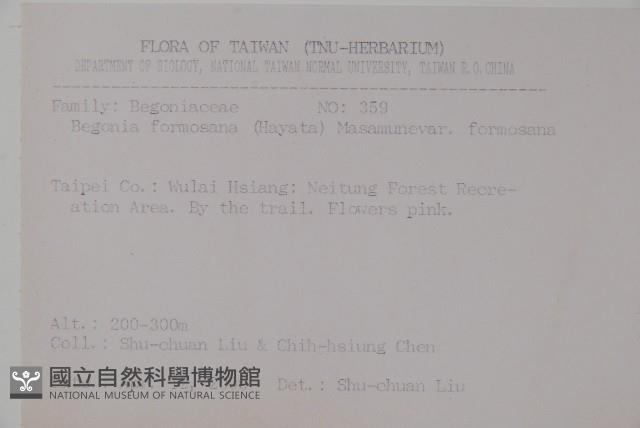 FLORA OF TAIWAN (TNU-HERBARIUM)
DEPARTMENT OF BIOLOGY, NATIONAL TAIWAN NORMAL UNIVERSITY, TAIWAN R.O.CHINA
Family: Begoniaceae NO: 359
Begonia formosana (Hayata) Masamunevar. formosana
Taipei Co.: Wulai Hsiang: Neitung Forest Recre-
ation Area. By the trail. Flowers pink.
Alt.: 200-300m
Coll.: Shu-chuan Liu & Chih-hsiung Chen
Det.: Shu-chuan Liu
國立自然科學博物館
NATIONAL MUSEUM OF NATURAL SCIENCE